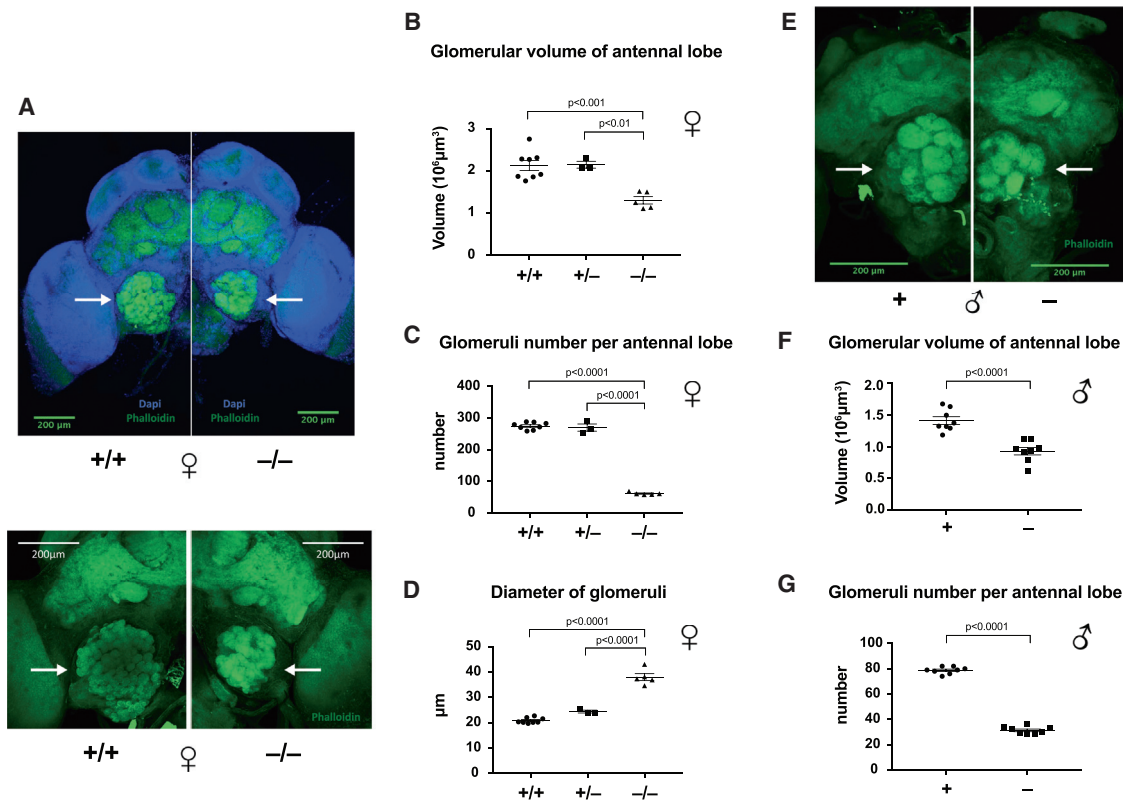 A
Dapi
Phalloidin
Dapi
Phalloidin
200 µm
200 µm
+/+ ♀ –/–
200µm
200µm
Phalloidin
+/+ ♀ –/–
B
Glomerular volume of antennal lobe
p<0.001
p<0.01
♀
Volume (10⁶µm³)
3
2
1
0
+/+ +/– –/–
C
Glomeruli number per antennal lobe
p<0.0001
p<0.0001
♀
number
400
300
200
100
0
+/+ +/– –/–
D
Diameter of glomeruli
p<0.0001
p<0.0001
♀
µm
50
40
30
20
10
0
+/+ +/– –/–
E
Phalloidin
200 µm
200 µm
+ ♂ –
F
Glomerular volume of antennal lobe
p<0.0001
♂
Volume (10⁶µm³)
2.0
1.5
1.0
0.5
0.0
+ –
G
Glomeruli number per antennal lobe
p<0.0001
♂
number
100
80
60
40
20
0
+ –